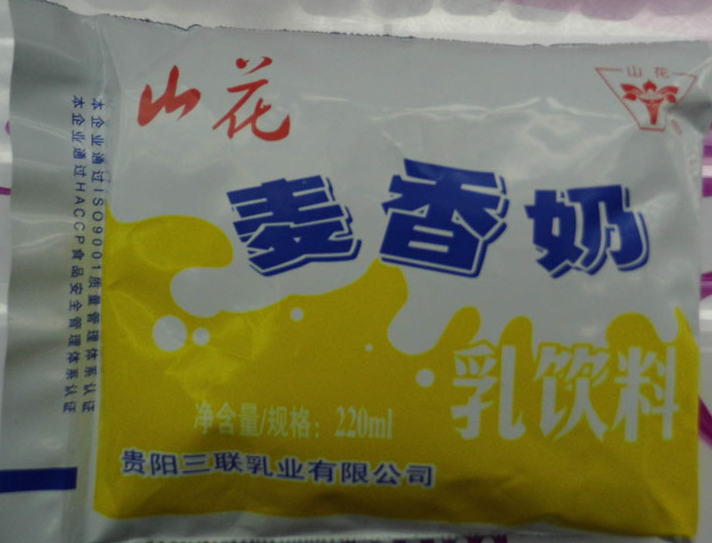 山花
山花
麦香奶
乳饮料
净含量/规格：220ml
贵阳三联乳业有限公司
本企业通过ISO9001质量管理体系认证
本企业通过HACCP食品安全管理体系认证